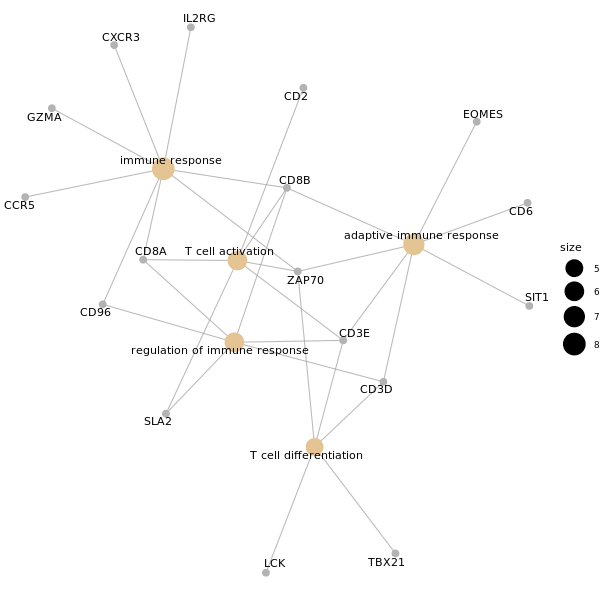 IL2RG
CXCR3
CD2
GZMA
EOMES
immune response
CD8B
CCR5
CD6
adaptive immune response
CD8A
T cell activation
size
5
ZAP70
6
SIT1
CD96
7
CD3E
8
regulation of immune response
CD3D
SLA2
T cell differentiation
LCK
TBX21